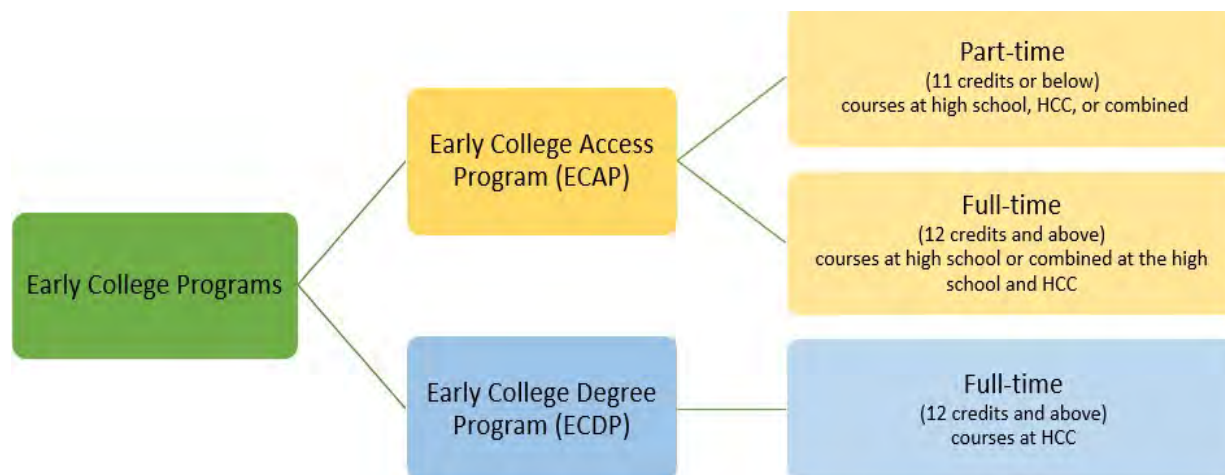 Early College Programs
Early College Access
Program (ECAP)
Part-time
(11 credits or below)
courses at high school, HCC, or combined
Full-time
(12 credits and above)
courses at high school or combined at the high
school and HCC
Early College Degree
Program (ECDP)
Full-time
(12 credits and above)
courses at HCC